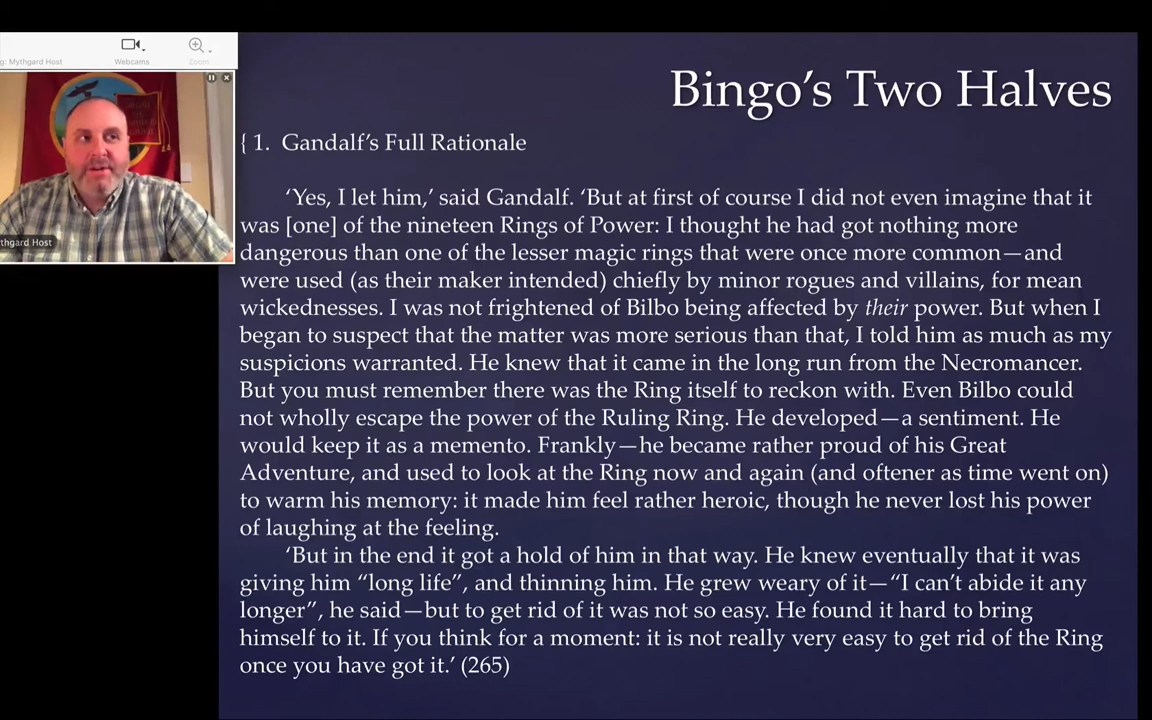 g: Mythgard Host
Webcams
Zoom
thgard Host
Bingo’s Two Halves
{ 1. Gandalf’s Full Rationale
‘Yes, I let him,’ said Gandalf. ‘But at first of course I did not even imagine that it
was [one] of the nineteen Rings of Power: I thought he had got nothing more
dangerous than one of the lesser magic rings that were once more common—and
were used (as their maker intended) chiefly by minor rogues and villains, for mean
wickednesses. I was not frightened of Bilbo being affected by their power. But when I
began to suspect that the matter was more serious than that, I told him as much as my
suspicions warranted. He knew that it came in the long run from the Necromancer.
But you must remember there was the Ring itself to reckon with. Even Bilbo could
not wholly escape the power of the Ruling Ring. He developed—a sentiment. He
would keep it as a memento. Frankly—he became rather proud of his Great
Adventure, and used to look at the Ring now and again (and oftener as time went on)
to warm his memory: it made him feel rather heroic, though he never lost his power
of laughing at the feeling.
‘But in the end it got a hold of him in that way. He knew eventually that it was
giving him “long life”, and thinning him. He grew weary of it—“I can’t abide it any
longer”, he said—but to get rid of it was not so easy. He found it hard to bring
himself to it. If you think for a moment: it is not really very easy to get rid of the Ring
once you have got it.’ (265)